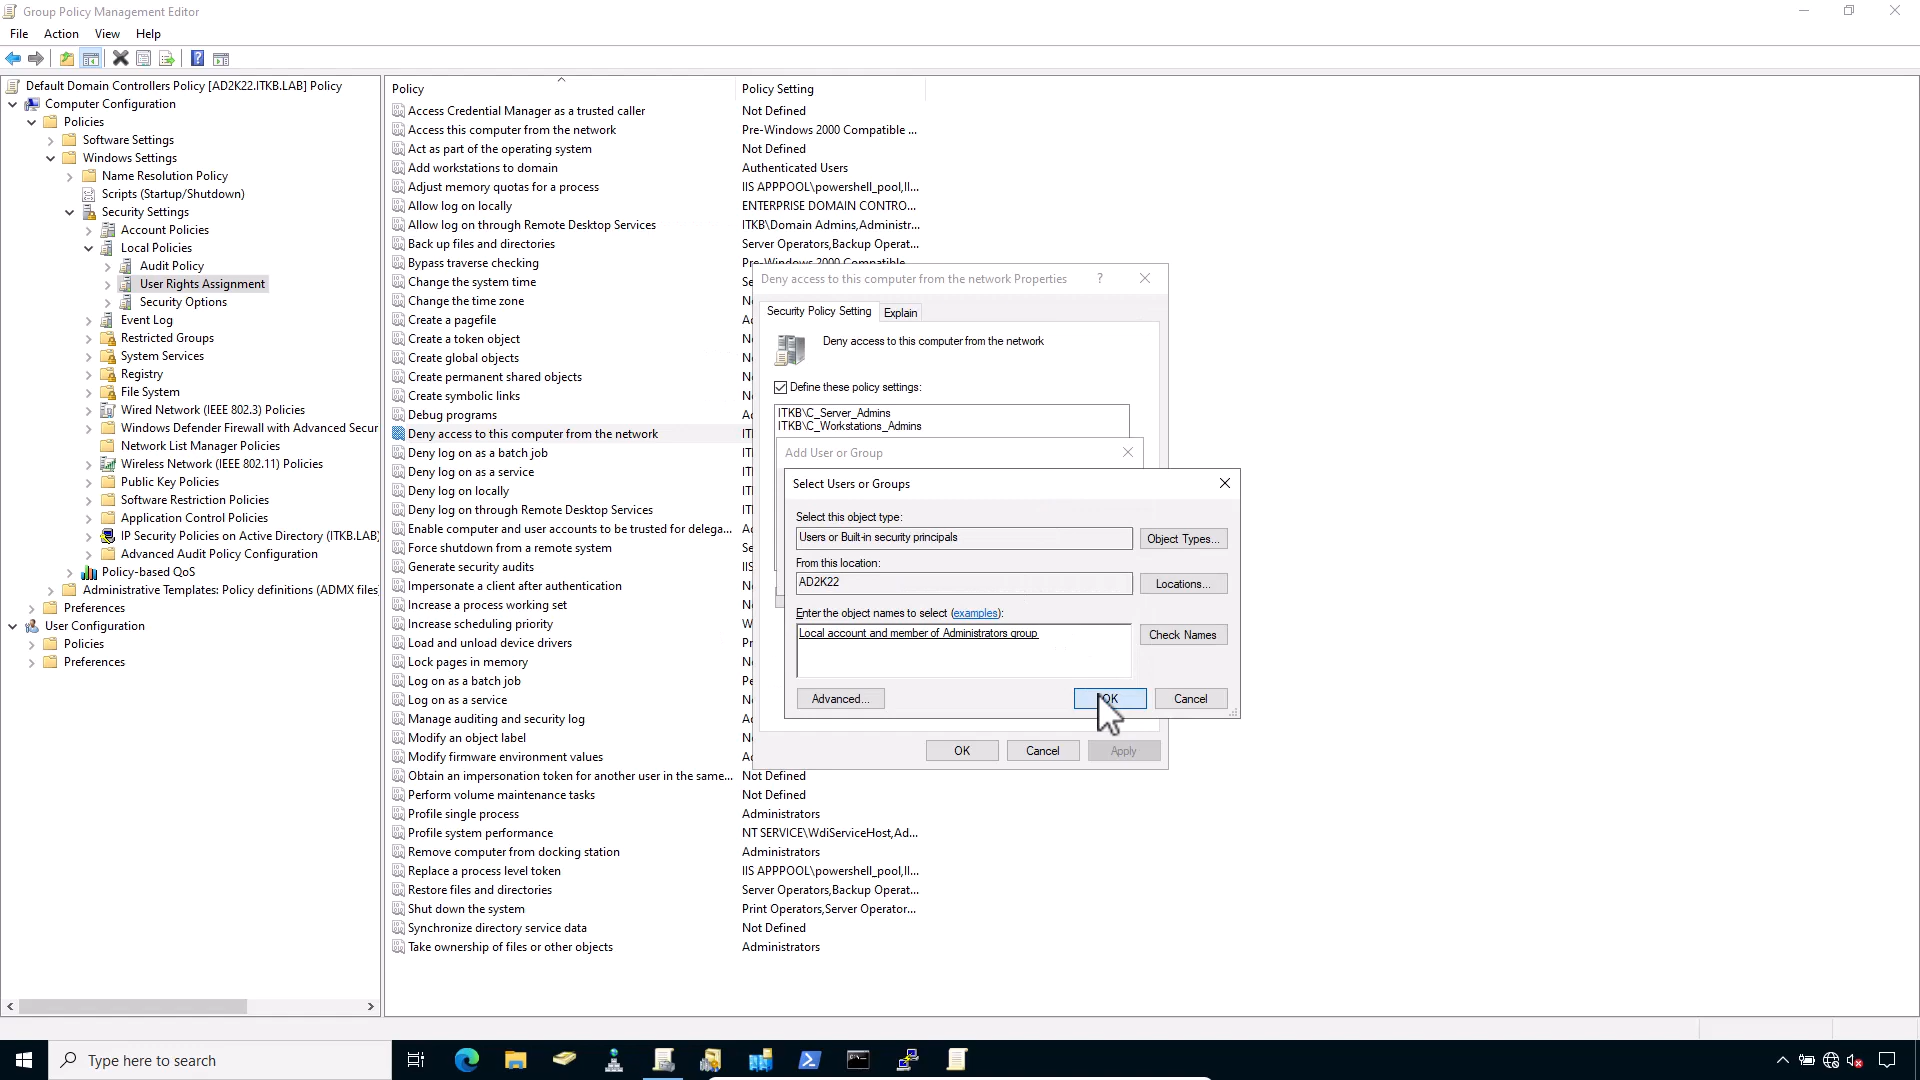 Group Policy Management Editor
File Action View Help
Default Domain Controllers Policy [AD2K22.ITKB.LAB] Policy
Computer Configuration
Policies
Software Settings
Windows Settings
Name Resolution Policy
Scripts (Startup/Shutdown)
Security Settings
Account Policies
Local Policies
Audit Policy
User Rights Assignment
Security Options
Event Log
Restricted Groups
System Services
Registry
File System
Wired Network (IEEE 802.3) Policies
Windows Defender Firewall with Advanced Secur
Network List Manager Policies
Wireless Network (IEEE 802.11) Policies
Public Key Policies
Software Restriction Policies
Application Control Policies
IP Security Policies on Active Directory (ITKB.LAB)
Advanced Audit Policy Configuration
Policy-based QoS
Administrative Templates: Policy definitions (ADMX files
Preferences
User Configuration
Policies
Preferences
Policy Policy Setting
Access Credential Manager as a trusted caller Not Defined
Access this computer from the network Pre-Windows 2000 Compatible ...
Act as part of the operating system Not Defined
Add workstations to domain Authenticated Users
Adjust memory quotas for a process IIS APPPOOL\powershell_pool,II...
Allow log on locally ENTERPRISE DOMAIN CONTRO...
Allow log on through Remote Desktop Services ITKB\Domain Admins,Administr...
Back up files and directories Server Operators,Backup Operat...
Bypass traverse checking Pre-Windows 2000 Compatible
Change the system time Se
Change the time zone N
Create a pagefile A
Create a token object N
Create global objects N
Create permanent shared objects N
Create symbolic links N
Debug programs A
Deny access to this computer from the network IT
Deny log on as a batch job IT
Deny log on as a service IT
Deny log on locally IT
Deny log on through Remote Desktop Services IT
Enable computer and user accounts to be trusted for delega... A
Force shutdown from a remote system Se
Generate security audits IIS
Impersonate a client after authentication N
Increase a process working set N
Increase scheduling priority W
Load and unload device drivers Pr
Lock pages in memory N
Log on as a batch job Pe
Log on as a service N
Manage auditing and security log A
Modify an object label N
Modify firmware environment values A
Obtain an impersonation token for another user in the same... Not Defined
Perform volume maintenance tasks Not Defined
Profile single process Administrators
Profile system performance NT SERVICE\WdiServiceHost,Ad...
Remove computer from docking station Administrators
Replace a process level token IIS APPPOOL\powershell_pool,II...
Restore files and directories Server Operators,Backup Operat...
Shut down the system Print Operators,Server Operator...
Synchronize directory service data Not Defined
Take ownership of files or other objects Administrators
Deny access to this computer from the network Properties ?
Security Policy Setting Explain
Deny access to this computer from the network
Define these policy settings:
ITKB\C_Server_Admins
ITKB\C_Workstations_Admins
Add User or Group
Select Users or Groups
Select this object type:
Users or Built-in security principals Object Types...
From this location:
AD2K22 Locations...
Enter the object names to select (examples):
Local account and member of Administrators group Check Names
Advanced... OK Cancel
OK Cancel Apply
Type here to search